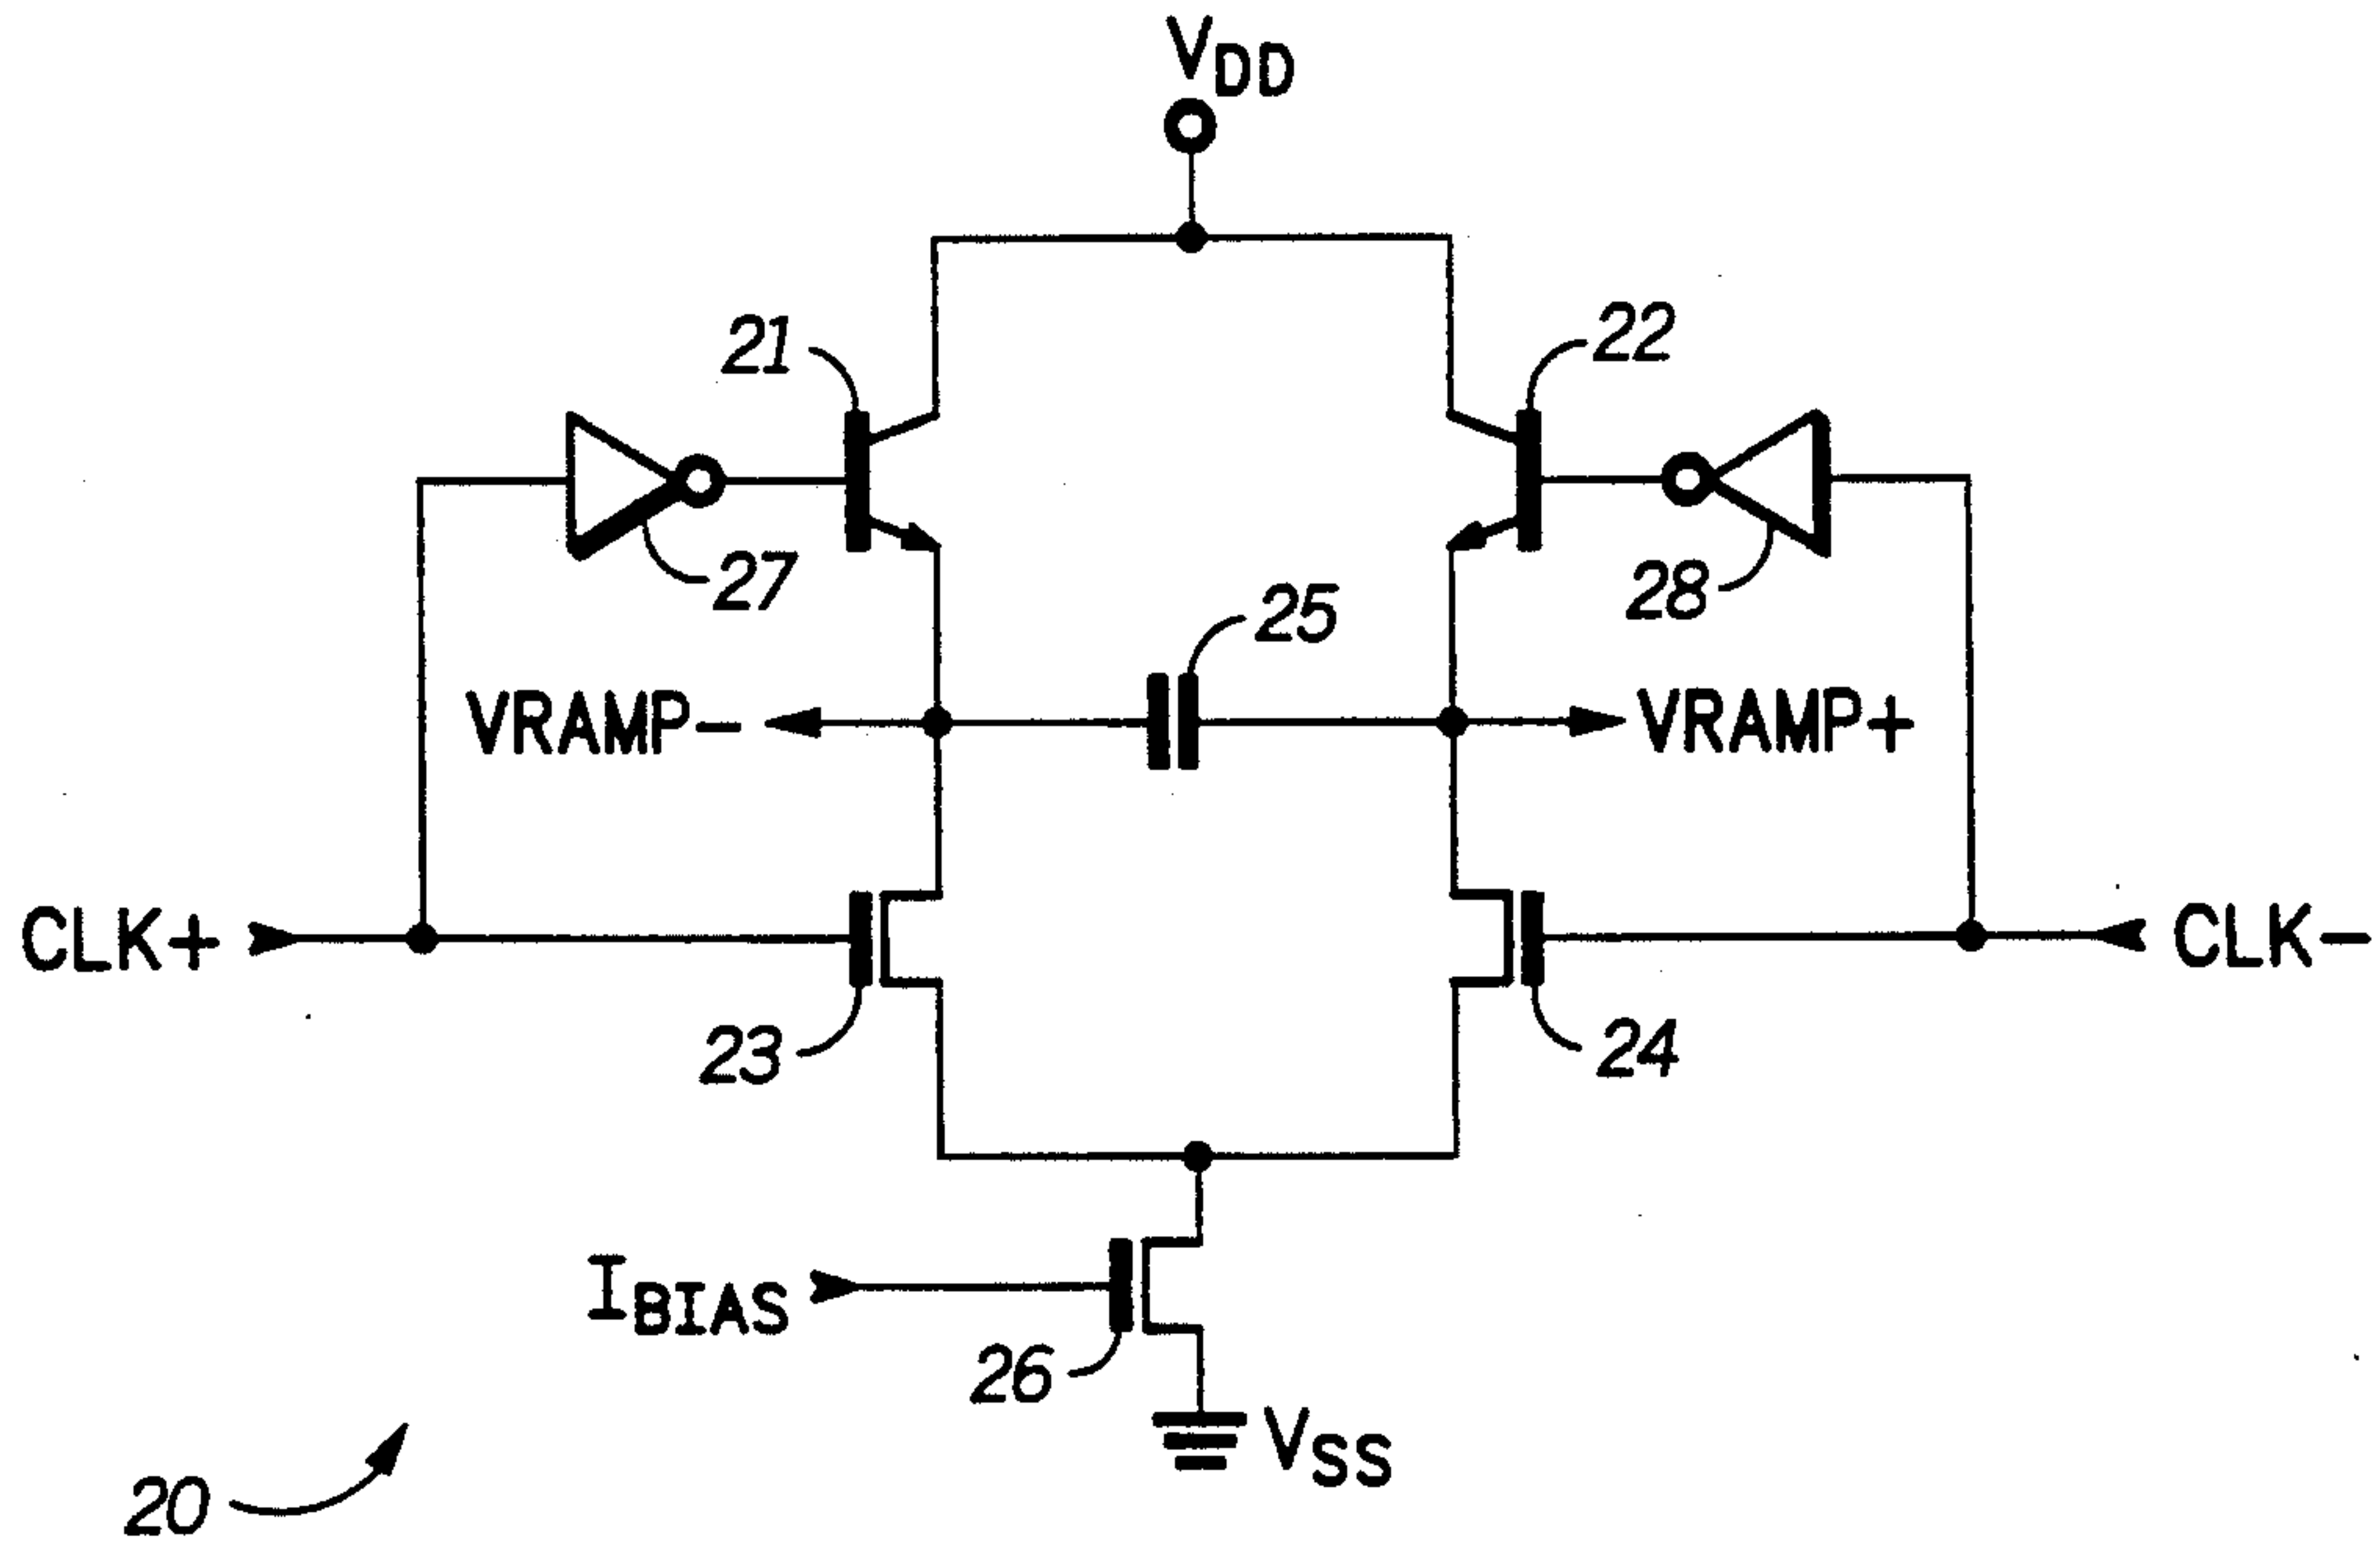 VDD
21
22
27
28
25
VRAMP-
VRAMP+
CLK+
CLK-
23
24
IBIAS
26
VSS
20